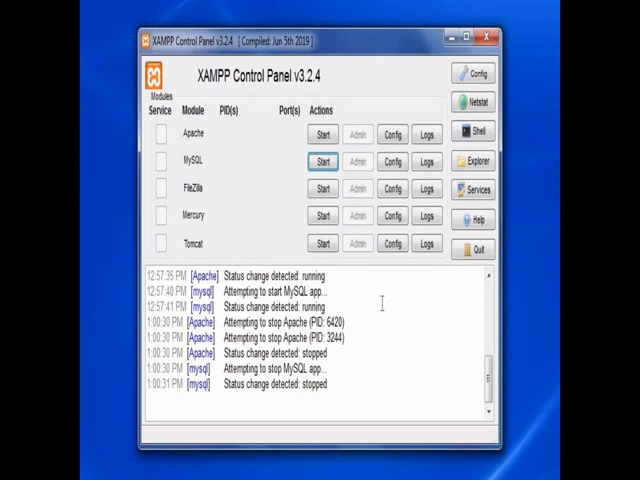 XAMPP Control Panel v3.2.4 [ Compiled: Jun 5th 2019 ]
XAMPP Control Panel v3.2.4
Config
Modules
Service Module PID(s) Port(s) Actions
Netstat
Apache Start Admin Config Logs
Shell
MySQL Start Admin Config Logs
Explorer
FileZilla Start Admin Config Logs
Services
Mercury Start Admin Config Logs
Help
Tomcat Start Admin Config Logs
Quit
12:57:35 PM [Apache] Status change detected: running
12:57:40 PM [mysql] Attempting to start MySQL app...
12:57:41 PM [mysql] Status change detected: running
1:00:30 PM [Apache] Attempting to stop Apache (PID: 6420)
1:00:30 PM [Apache] Attempting to stop Apache (PID: 3244)
1:00:30 PM [Apache] Status change detected: stopped
1:00:30 PM [mysql] Attempting to stop MySQL app...
1:00:31 PM [mysql] Status change detected: stopped